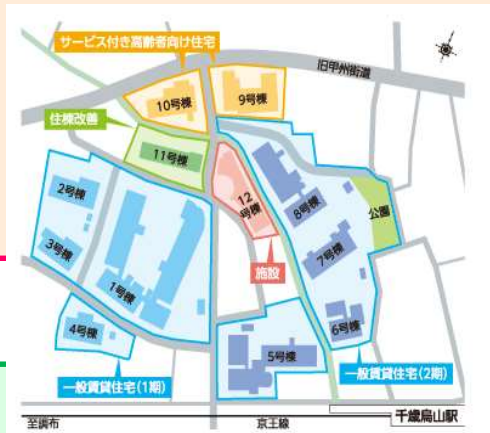 サービス付き高齢者向け住宅
旧甲州街道
10号棟
9号棟
住棟改善
11号棟
2号棟
12号棟
8号棟
公園
3号棟
7号棟
施設
1号棟
4号棟
6号棟
5号棟
一般賃貸住宅(1期)
一般賃貸住宅(2期)
至調布
京王線
千歳烏山駅